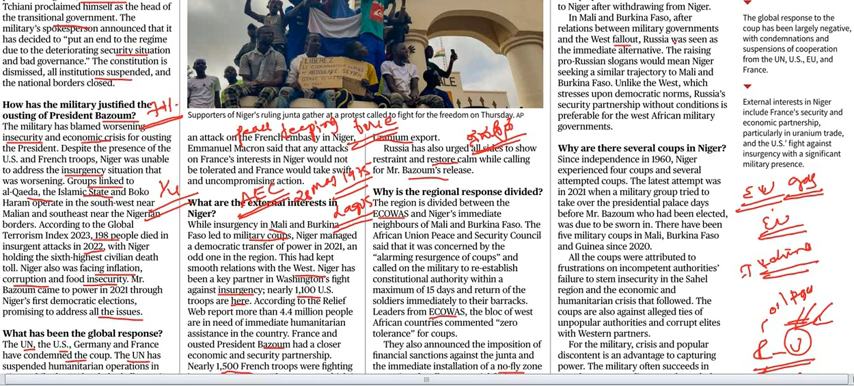 Tchiani proclaimed himself as the head of
the transitional government. The
military's spokesperson announced that it
has decided to "put an end to the regime
due to the deteriorating security situation
and bad governance." The constitution is
dismissed, all institutions suspended, and
the national borders closed.
How has the military justified the
ousting of President Bazoum?
The military has blamed worsening
insecurity and economic crisis for ousting
the President. Despite the presence of the
U.S. and French troops, Niger was unable
to address the insurgency situation that
was worsening. Groups linked to
al-Qaeda, the Islamic State and Boko
Haram operate in the south-west near
Malian and southeast near the Nigerian
borders. According to the Global
Terrorism Index 2023, 198 people died in
insurgent attacks in 2022, with Niger
holding the sixth-highest civilian death
toll. Niger also was facing inflation,
corruption and food insecurity. Mr.
Bazoum came to power in 2021 through
Niger's first democratic elections,
promising to address all the issues.
What has been the global response?
The UN, the U.S., Germany and France
have condemned the coup. The UN has
suspended humanitarian operations in
LIBEREZ
Supporters of Niger's ruling junta gather at a protest called to fight for the freedom on Thursday. AP
peace keeping force
an attack on the French embassy in Niger,
Emmanuel Macron said that any attacks
on France's interests in Niger would not
be tolerated and France would take swift
and uncompromising action.
28 May 1975
Lagos
What are the external interests in
Niger?
While insurgency in Mali and Burkina
Faso led to military coups, Niger managed
a democratic transfer of power in 2021, an
odd one in the region. This had kept
smooth relations with the West. Niger has
been a key partner in Washington's fight
against insurgency; nearly 1,100 U.S.
troops are here. According to the Relief
Web report more than 4.4 million people
are in need of immediate humanitarian
assistance in the country. France and
ousted President Bazoum had a closer
economic and security partnership.
Nearly 1,500 French troops were fighting
uranium export.
Russia has also urged all sides to show
restraint and restore calm while calling
for Mr. Bazoum's release.
Why is the regional response divided?
The region is divided between the
ECOWAS and Niger's immediate
neighbours of Mali and Burkina Faso. The
African Union Peace and Security Council
said that it was concerned by the
"alarming resurgence of coups" and
called on the military to re-establish
constitutional authority within a
maximum of 15 days and return of the
soldiers immediately to their barracks.
Leaders from ECOWAS, the bloc of west
African countries commented "zero
tolerance" for coups.
They also announced the imposition of
financial sanctions against the junta and
the immediate installation of a no-fly zone
to Niger after withdrawing from Niger.
In Mali and Burkina Faso, after
relations between military governments
and the West fallout, Russia was seen as
the immediate alternative. The raising
pro-Russian slogans would mean Niger
seeking a similar trajectory to Mali and
Burkina Faso. Unlike the West, which
stresses upon democratic norms, Russia's
security partnership without conditions is
preferable for the west African military
governments.
Why are there several coups in Niger?
Since independence in 1960, Niger
experienced four coups and several
attempted coups. The latest attempt was
in 2021 when a military group tried to
take over the presidential palace days
before Mr. Bazoum who had been elected,
was due to be sworn in. There have been
five military coups in Mali, Burkina Faso
and Guinea since 2020.
All the coups were attributed to
frustrations on incompetent authorities'
failure to stem insecurity in the Sahel
region and the economic and
humanitarian crisis that followed. The
coups are also against alleged ties of
unpopular authorities and corrupt elites
with Western partners.
For the military, crisis and popular
discontent is an advantage to capturing
power. The military often succeeds in
The global response to the
coup has been largely negative,
with condemnations and
suspensions of cooperation
from the UN, U.S., EU, and
France.
External interests in Niger
include France's security and
economic partnership,
particularly in uranium trade,
and the U.S.' fight against
insurgency with a significant
military presence.
EU